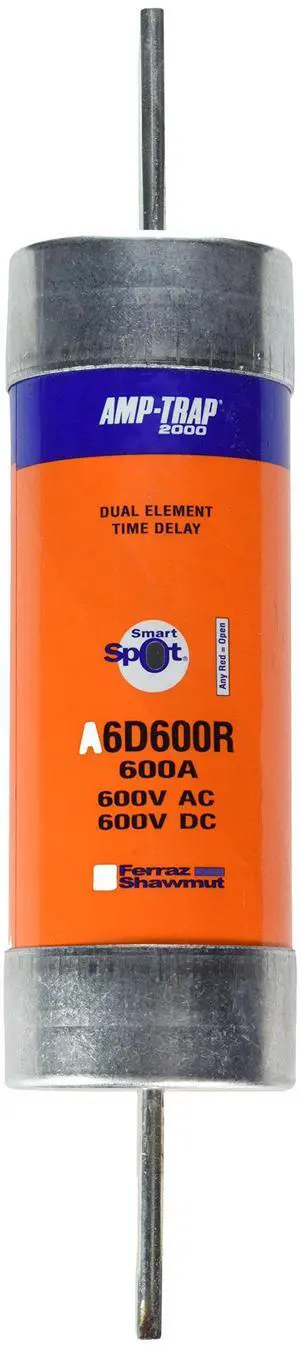 AMP-TRAP®
2000
DUAL ELEMENT
TIME DELAY
Smart
Spot®
Any Red = Open
A6D600R
600A
600V AC
600V DC
Ferraz
Shawmut